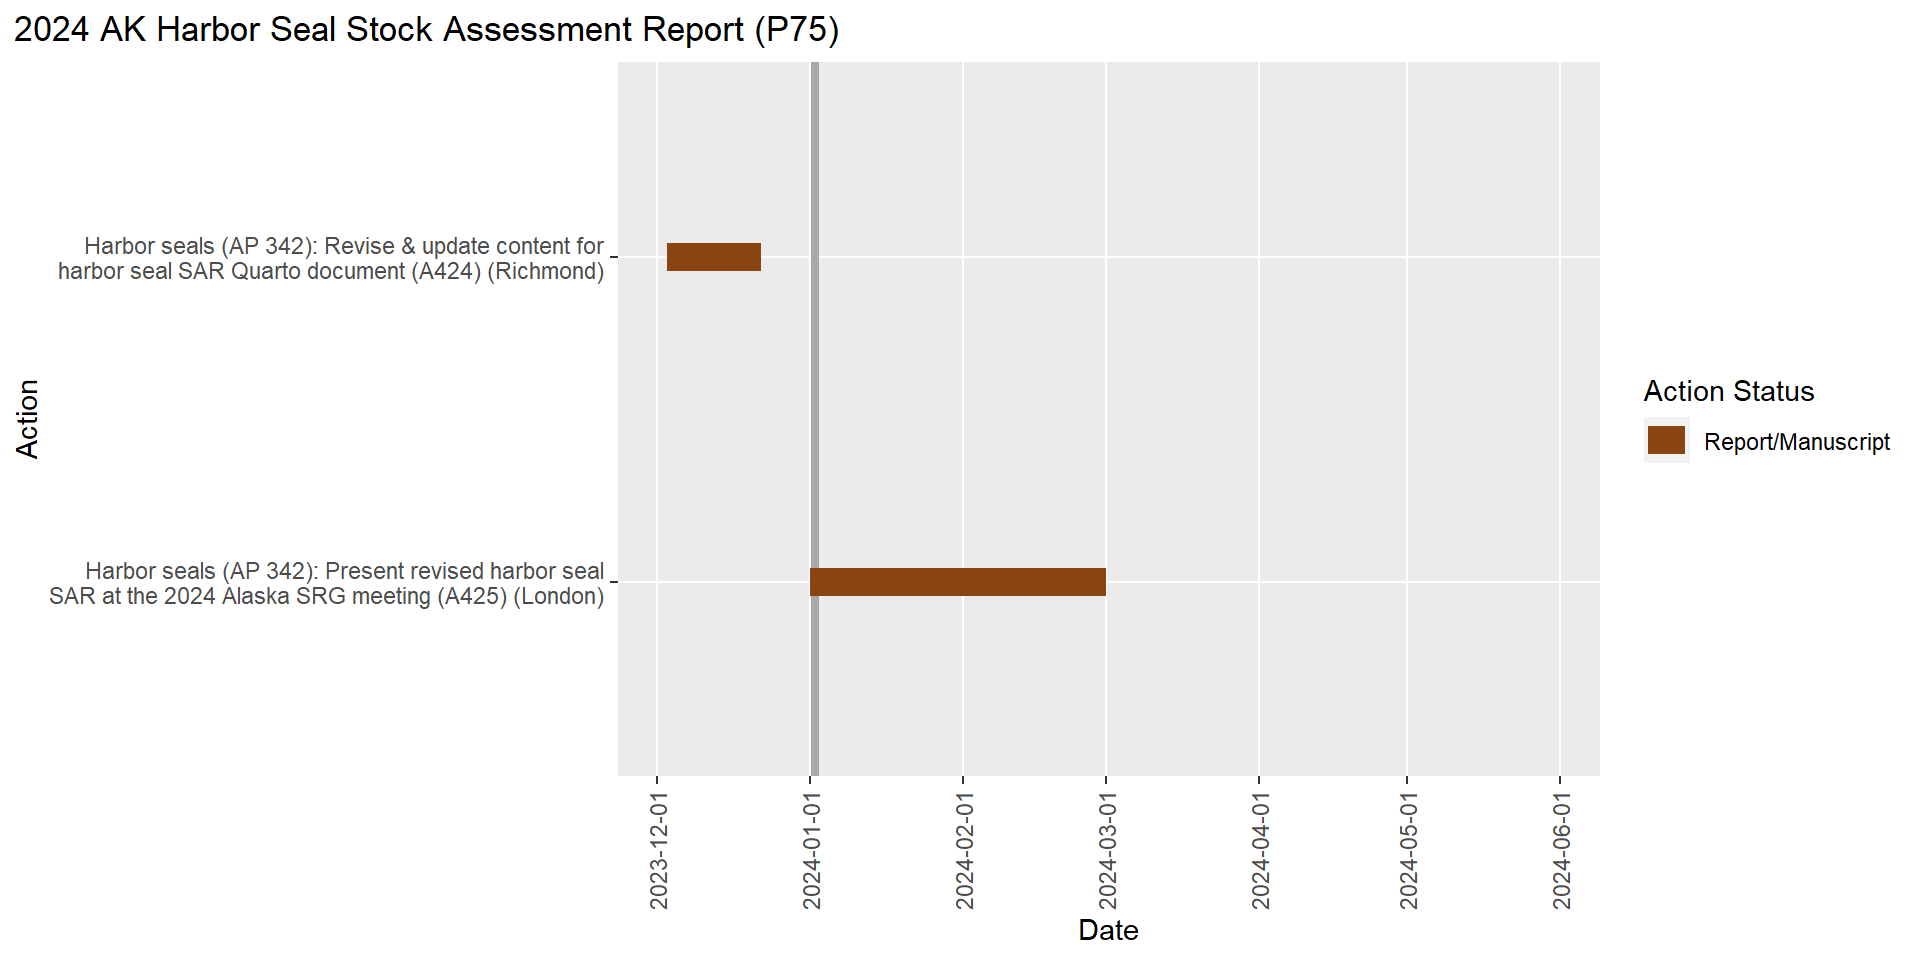 2024 AK Harbor Seal Stock Assessment Report (P75)
Harbor seals (AP 342): Revise & update content for
harbor seal SAR Quarto document (A424) (Richmond)
Action
Harbor seals (AP 342): Present revised harbor seal
SAR at the 2024 Alaska SRG meeting (A425) (London)
Action Status
Report/Manuscript
2023-12-01
2024-01-01
2024-02-01
2024-03-01
2024-04-01
2024-05-01
2024-06-01
Date